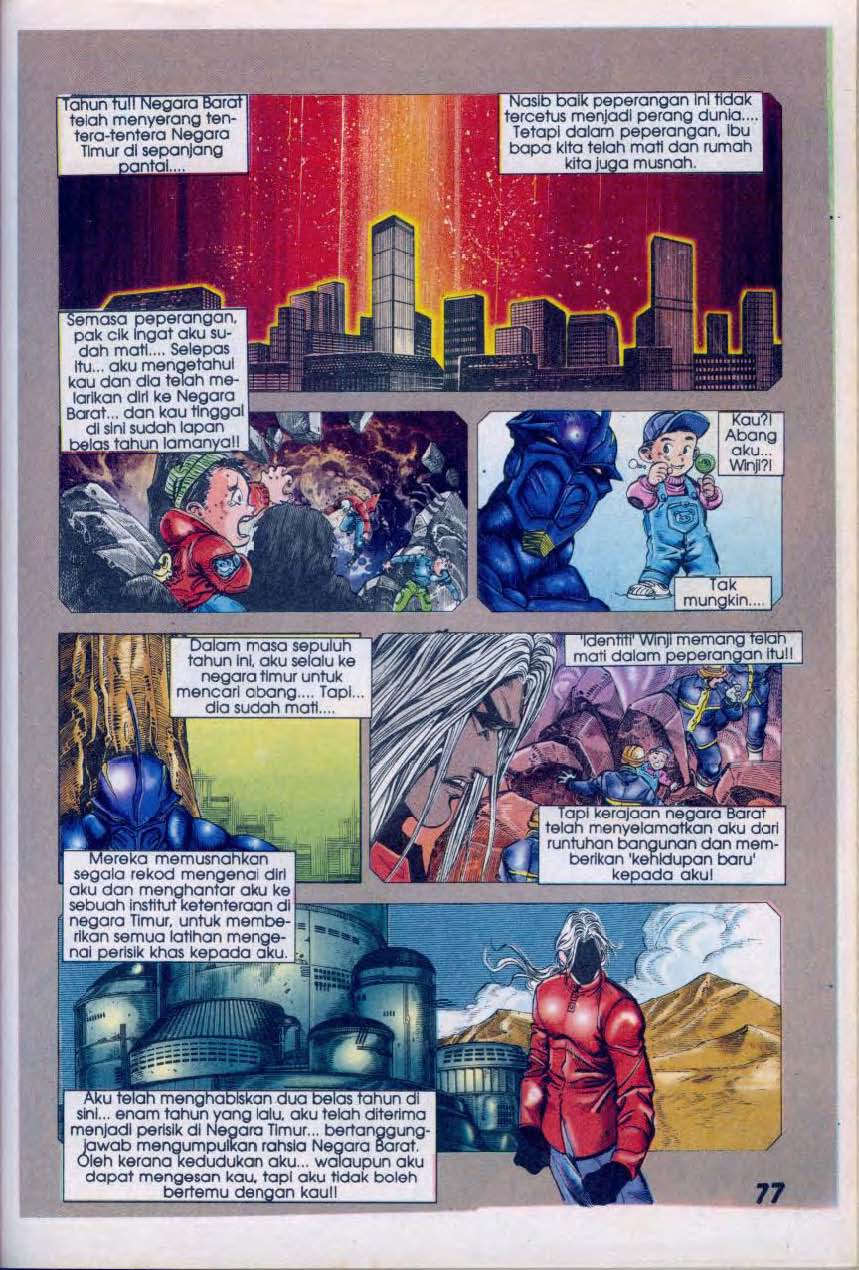 Tahun tu!! Negara Barat
telah menyerang ten-
tera-tentera Negara
Timur di sepanjang
pantai....
Nasib baik peperangan ini tidak
tercetus menjadi perang dunia....
Tetapi dalam peperangan, ibu
bapa kita telah mati dan rumah
kita juga musnah.
Semasa peperangan,
pak cik ingat aku su-
dah mati.... Selepas
itu... aku mengetahui
kau dan dia telah me-
larikan diri ke Negara
Barat... dan kau tinggal
di sini sudah lapan
belas tahun lamanya!!
Kau?!
Abang
aku...
Winji?!
Tak
mungkin....
Dalam masa sepuluh
tahun ini, aku selalu ke
negara timur untuk
mencari abang.... Tapi...
dia sudah mati....
'Identiti' Winji memang telah
mati dalam peperangan itu!!
Tapi kerajaan negara Barat
telah menyelamatkan aku dari
runtuhan bangunan dan mem-
berikan 'kehidupan baru'
kepada aku!
Mereka memusnahkan
segala rekod mengenai diri
aku dan menghantar aku ke
sebuah institut ketenteraan di
negara Timur, untuk membe-
rikan semua latihan menge-
nai perisik khas kepada aku.
Aku telah menghabiskan dua belas tahun di
sini... enam tahun yang lalu, aku telah diterima
menjadi perisik di Negara Timur... bertanggung-
jawab mengumpulkan rahsia Negara Barat.
Oleh kerana kedudukan aku... walaupun aku
dapat mengesan kau, tapi aku tidak boleh
bertemu dengan kau!!
77